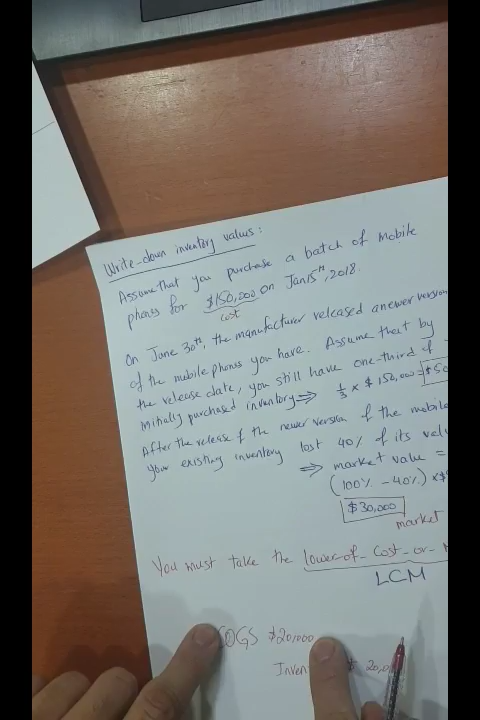 Write-down inventory values:
Assume that you purchase a batch of mobile
phones for $150,000 on Jan 15th, 2018.
cost
On June 30th, the manufacturer released a newer version
of the mobile phones you have. Assume that by
the release date, you still have one-third of
initially purchased inventory ⇒ 1/3 × $150,000 =
After the release of the newer version of the mobile
your existing inventory lost 40% of its
⇒ market value =
(100% - 40%) ×
$30,000
market
You must take the lower-of-Cost-or-
LCM
COGS $20,000